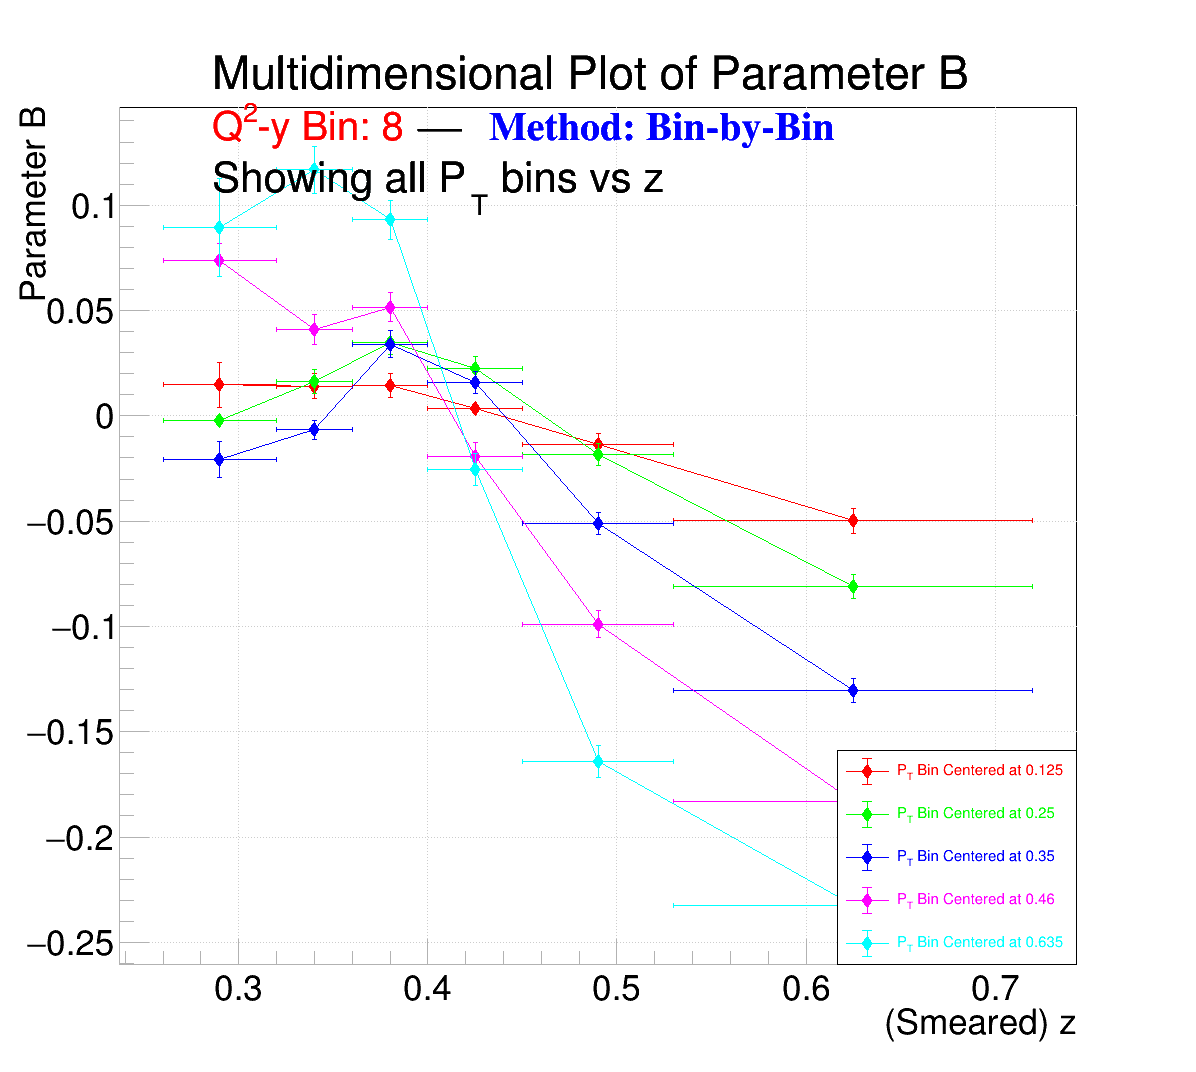 Multidimensional Plot of Parameter B
Q²-y Bin: 8 — Method: Bin-by-Bin
Showing all P_T bins vs z
Parameter B
0.1
0.05
0
−0.05
−0.1
−0.15
−0.2
−0.25
P_T Bin Centered at 0.125
P_T Bin Centered at 0.25
P_T Bin Centered at 0.35
P_T Bin Centered at 0.46
P_T Bin Centered at 0.635
0.3 0.4 0.5 0.6 0.7
(Smeared) z